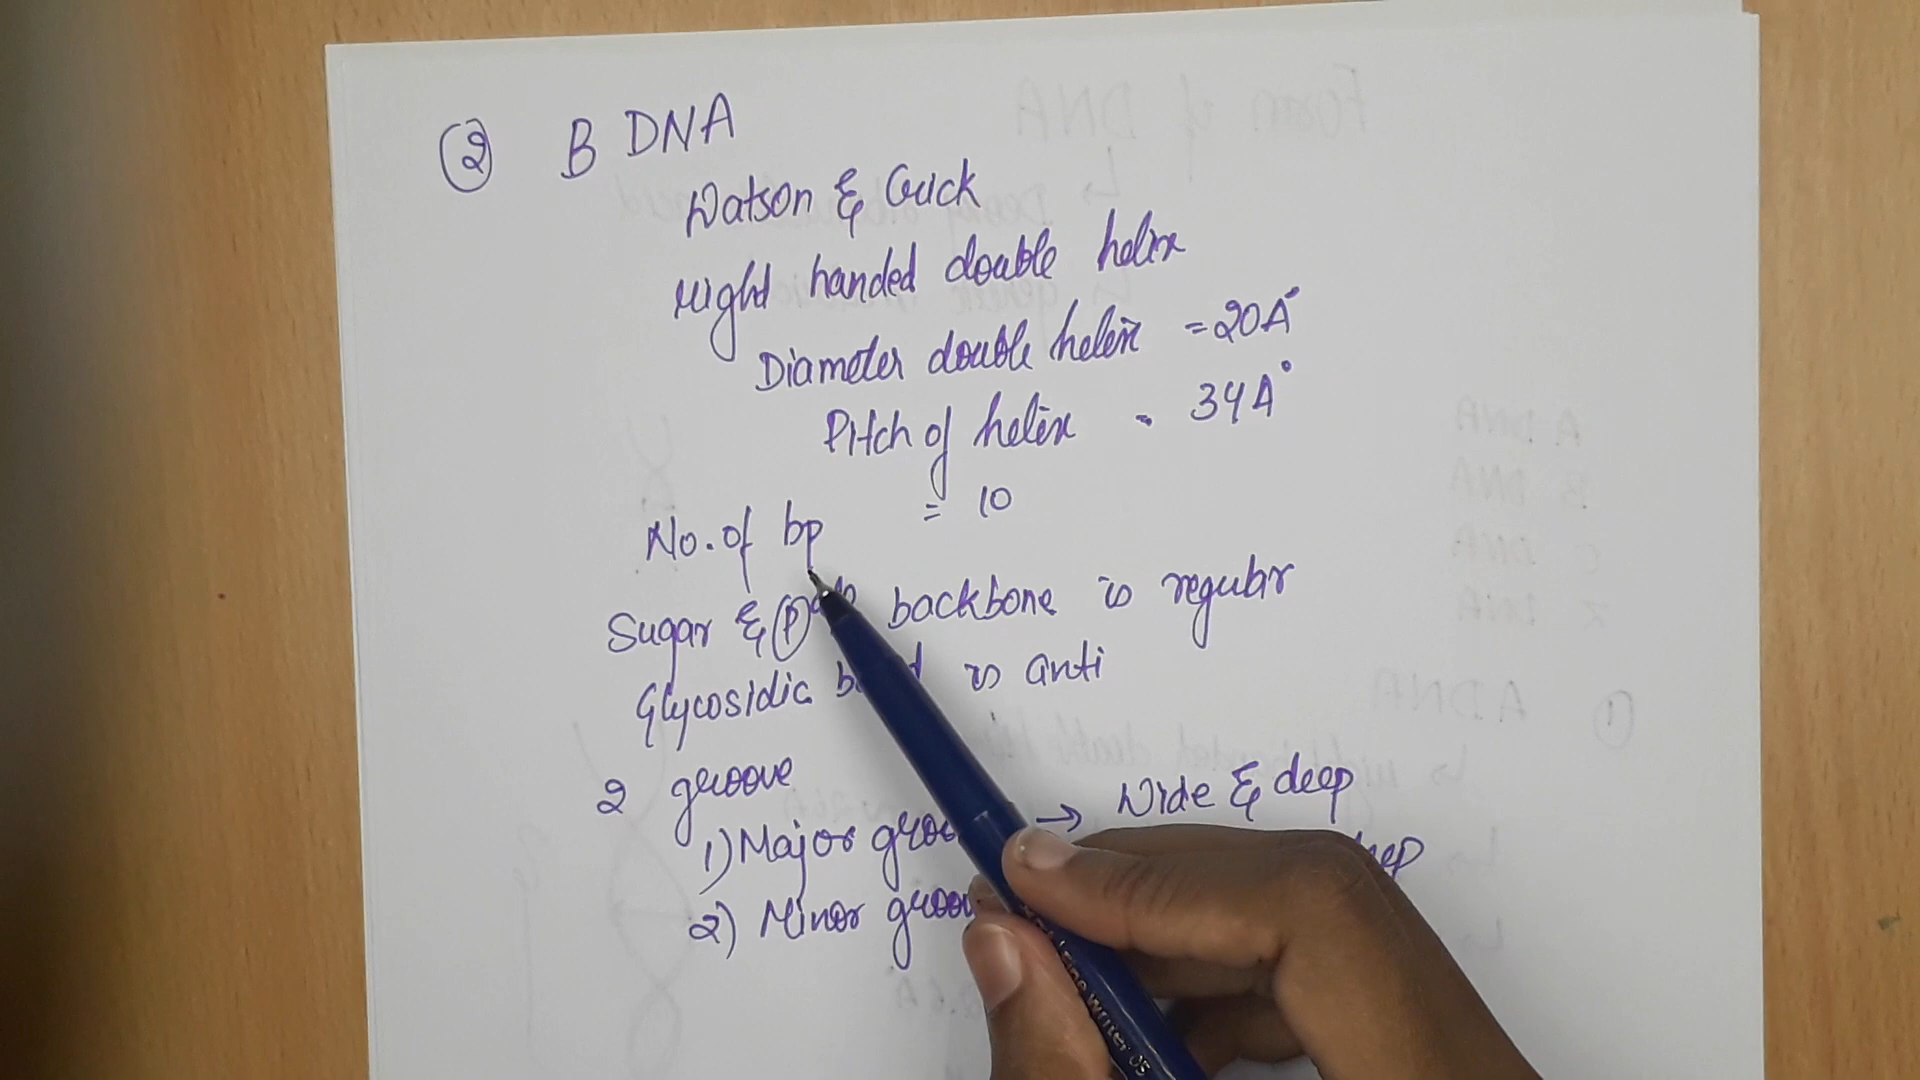 ② B DNA
Watson & Crick
Right handed double helix
Diameter double helix = 20A°
Pitch of helix = 34A°
No. of bp = 10
Sugar & (P) backbone is regular
Glycosidic is anti
2 groove
1) Major → Wide & deep
2) Minor